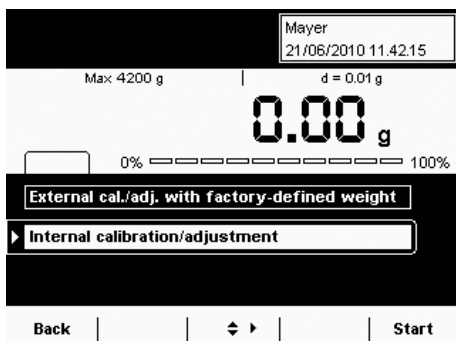 Mayer
21/06/2010 11.42.15
Max 4200 g d = 0.01 g
0.00 g
0% 100%
External cal./adj. with factory-defined weight
Internal calibration/adjustment
Back Start